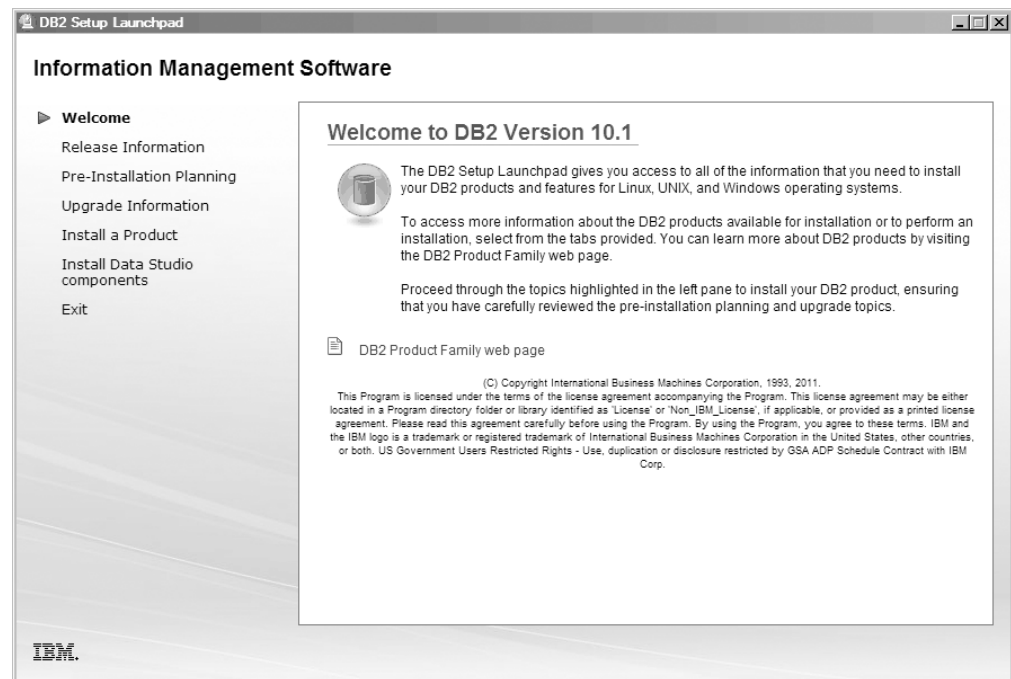 DB2 Setup Launchpad
Information Management Software
Welcome
Release Information
Pre-Installation Planning
Upgrade Information
Install a Product
Install Data Studio
components
Exit
Welcome to DB2 Version 10.1
The DB2 Setup Launchpad gives you access to all of the information that you need to install
your DB2 products and features for Linux, UNIX, and Windows operating systems.
To access more information about the DB2 products available for installation or to perform an
installation, select from the tabs provided. You can learn more about DB2 products by visiting
the DB2 Product Family web page.
Proceed through the topics highlighted in the left pane to install your DB2 product, ensuring
that you have carefully reviewed the pre-installation planning and upgrade topics.
DB2 Product Family web page
(C) Copyright International Business Machines Corporation, 1993, 2011.
This Program is licensed under the terms of the license agreement accompanying the Program. This license agreement may be either
located in a Program directory folder or library identified as 'License' or 'Non_IBM_License', if applicable, or provided as a printed license
agreement. Please read this agreement carefully before using the Program. By using the Program, you agree to these terms. IBM and
the IBM logo is a trademark or registered trademark of International Business Machines Corporation in the United States, other countries,
or both. US Government Users Restricted Rights - Use, duplication or disclosure restricted by GSA ADP Schedule Contract with IBM
Corp.
IBM.